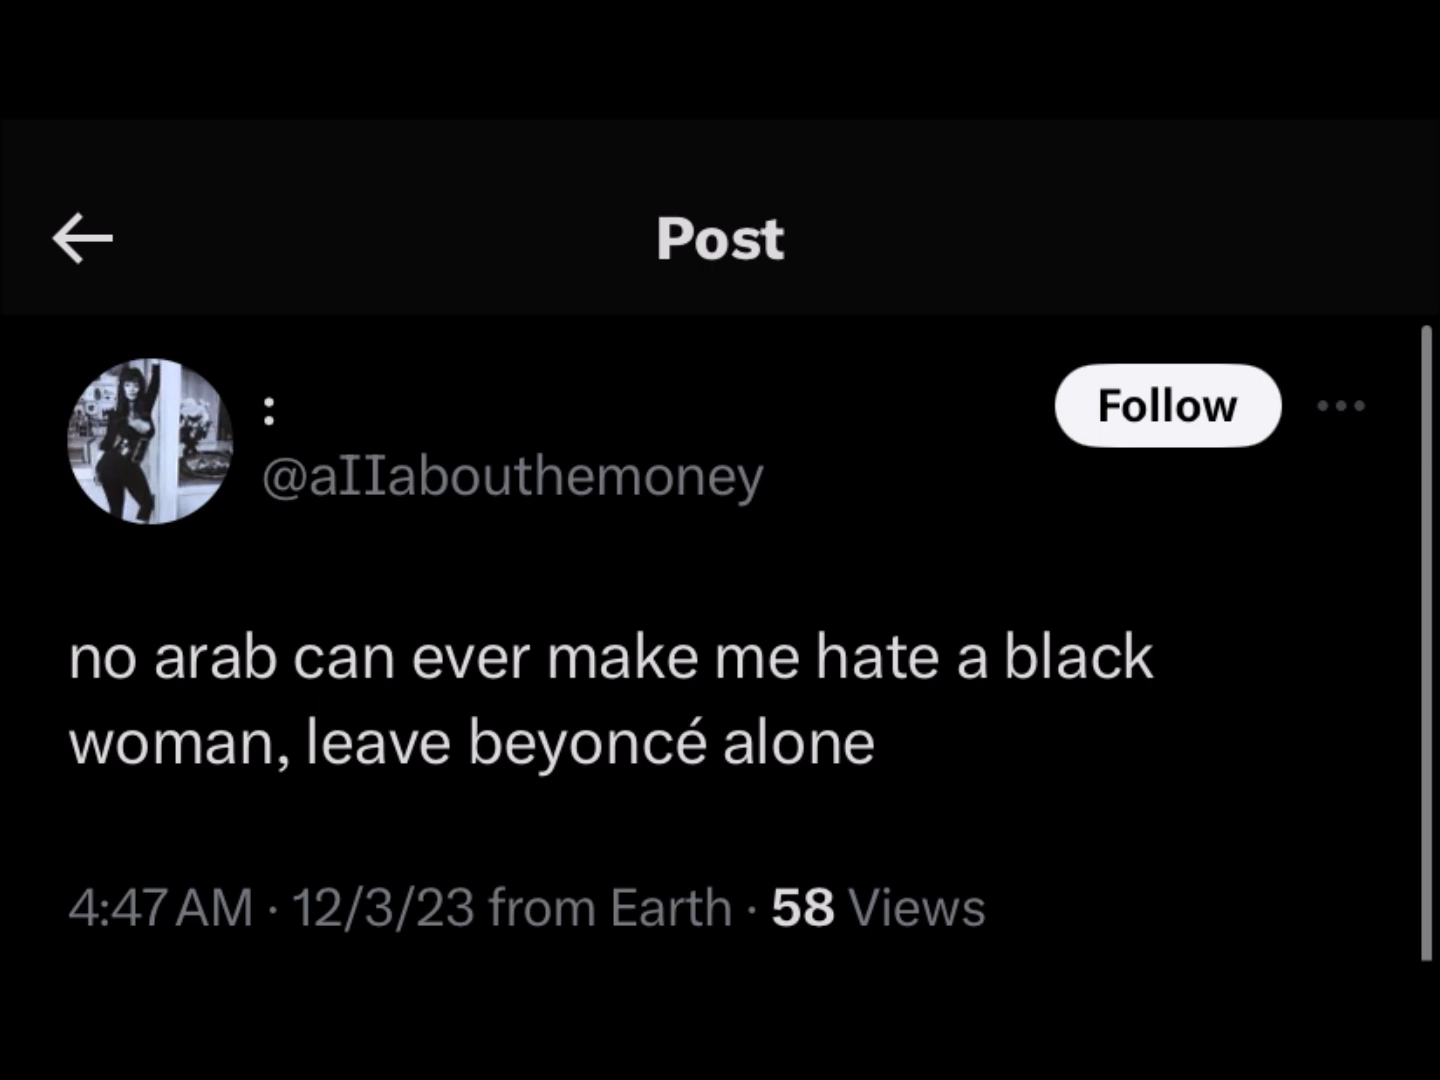 Post
:
Follow
@aIIabouthemoney
no arab can ever make me hate a black
woman, leave beyoncé alone
4:47 AM · 12/3/23 from Earth · 58 Views